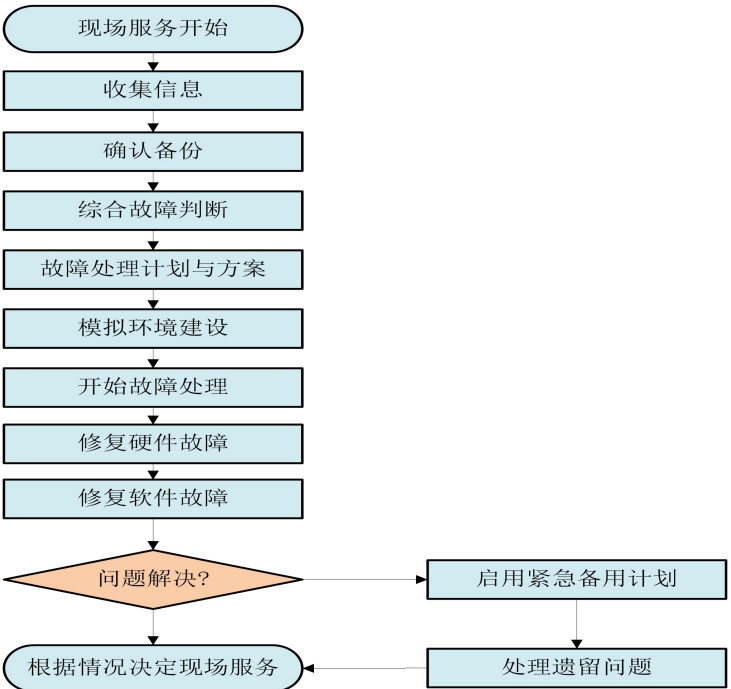 现场服务开始
收集信息
确认备份
综合故障判断
故障处理计划与方案
模拟环境建设
开始故障处理
修复硬件故障
修复软件故障
问题解决?
启用紧急备用计划
根据情况决定现场服务
处理遗留问题